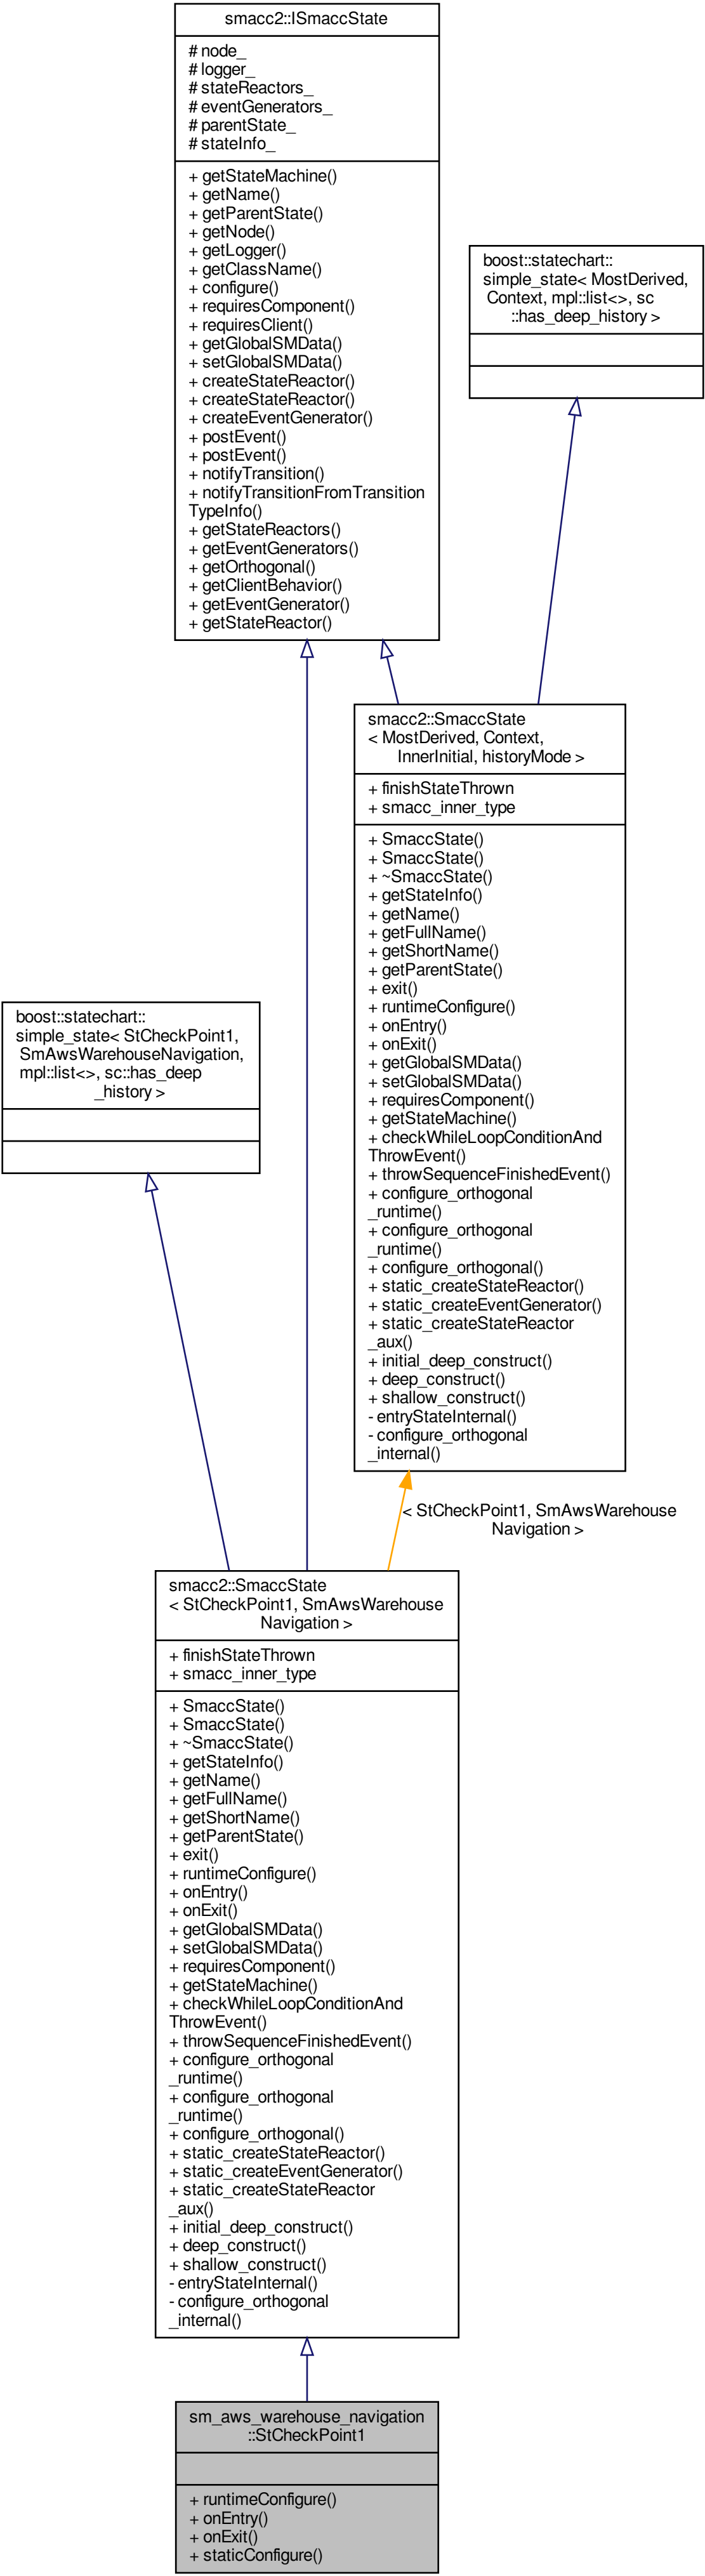 smacc2::ISmaccState
# node_
# logger_
# stateReactors_
# eventGenerators_
# parentState_
# stateInfo_
+ getStateMachine()
+ getName()
+ getParentState()
+ getNode()
+ getLogger()
+ getClassName()
+ configure()
+ requiresComponent()
+ requiresClient()
+ getGlobalSMData()
+ setGlobalSMData()
+ createStateReactor()
+ createStateReactor()
+ createEventGenerator()
+ postEvent()
+ postEvent()
+ notifyTransition()
+ notifyTransitionFromTransition
TypeInfo()
+ getStateReactors()
+ getEventGenerators()
+ getOrthogonal()
+ getClientBehavior()
+ getEventGenerator()
+ getStateReactor()
boost::statechart::
simple_state< MostDerived,
Context, mpl::list<>, sc
::has_deep_history >
smacc2::SmaccState
< MostDerived, Context,
InnerInitial, historyMode >
+ finishStateThrown
+ smacc_inner_type
+ SmaccState()
+ SmaccState()
+ ~SmaccState()
+ getStateInfo()
+ getName()
+ getFullName()
+ getShortName()
+ getParentState()
+ exit()
+ runtimeConfigure()
+ onEntry()
+ onExit()
+ getGlobalSMData()
+ setGlobalSMData()
+ requiresComponent()
+ getStateMachine()
+ checkWhileLoopConditionAnd
ThrowEvent()
+ throwSequenceFinishedEvent()
+ configure_orthogonal
_runtime()
+ configure_orthogonal
_runtime()
+ configure_orthogonal()
+ static_createStateReactor()
+ static_createEventGenerator()
+ static_createStateReactor
_aux()
+ initial_deep_construct()
+ deep_construct()
+ shallow_construct()
- entryStateInternal()
- configure_orthogonal
_internal()
boost::statechart::
simple_state< StCheckPoint1,
SmAwsWarehouseNavigation,
mpl::list<>, sc::has_deep
_history >
< StCheckPoint1, SmAwsWarehouse
Navigation >
smacc2::SmaccState
< StCheckPoint1, SmAwsWarehouse
Navigation >
+ finishStateThrown
+ smacc_inner_type
+ SmaccState()
+ SmaccState()
+ ~SmaccState()
+ getStateInfo()
+ getName()
+ getFullName()
+ getShortName()
+ getParentState()
+ exit()
+ runtimeConfigure()
+ onEntry()
+ onExit()
+ getGlobalSMData()
+ setGlobalSMData()
+ requiresComponent()
+ getStateMachine()
+ checkWhileLoopConditionAnd
ThrowEvent()
+ throwSequenceFinishedEvent()
+ configure_orthogonal
_runtime()
+ configure_orthogonal
_runtime()
+ configure_orthogonal()
+ static_createStateReactor()
+ static_createEventGenerator()
+ static_createStateReactor
_aux()
+ initial_deep_construct()
+ deep_construct()
+ shallow_construct()
- entryStateInternal()
- configure_orthogonal
_internal()
sm_aws_warehouse_navigation
::StCheckPoint1
+ runtimeConfigure()
+ onEntry()
+ onExit()
+ staticConfigure()